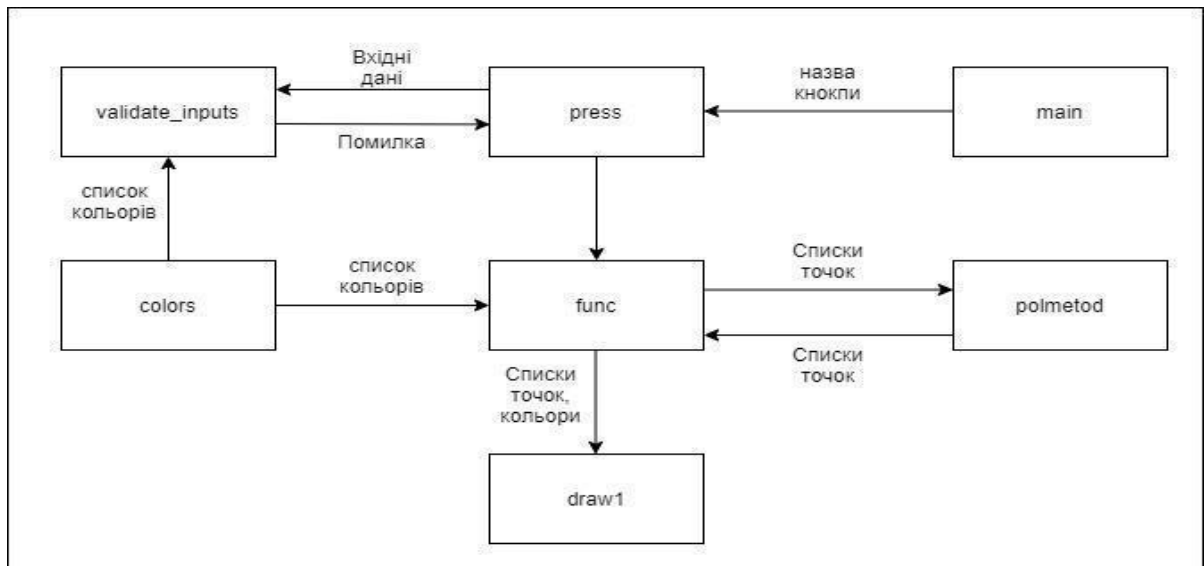 Вхідні
дані
назва
кнокпи
validate_inputs
press
main
Помилка
список
кольорів
список
кольорів
Списки
точок
colors
func
polmetod
Списки
точок,
кольори
Списки
точок
draw1